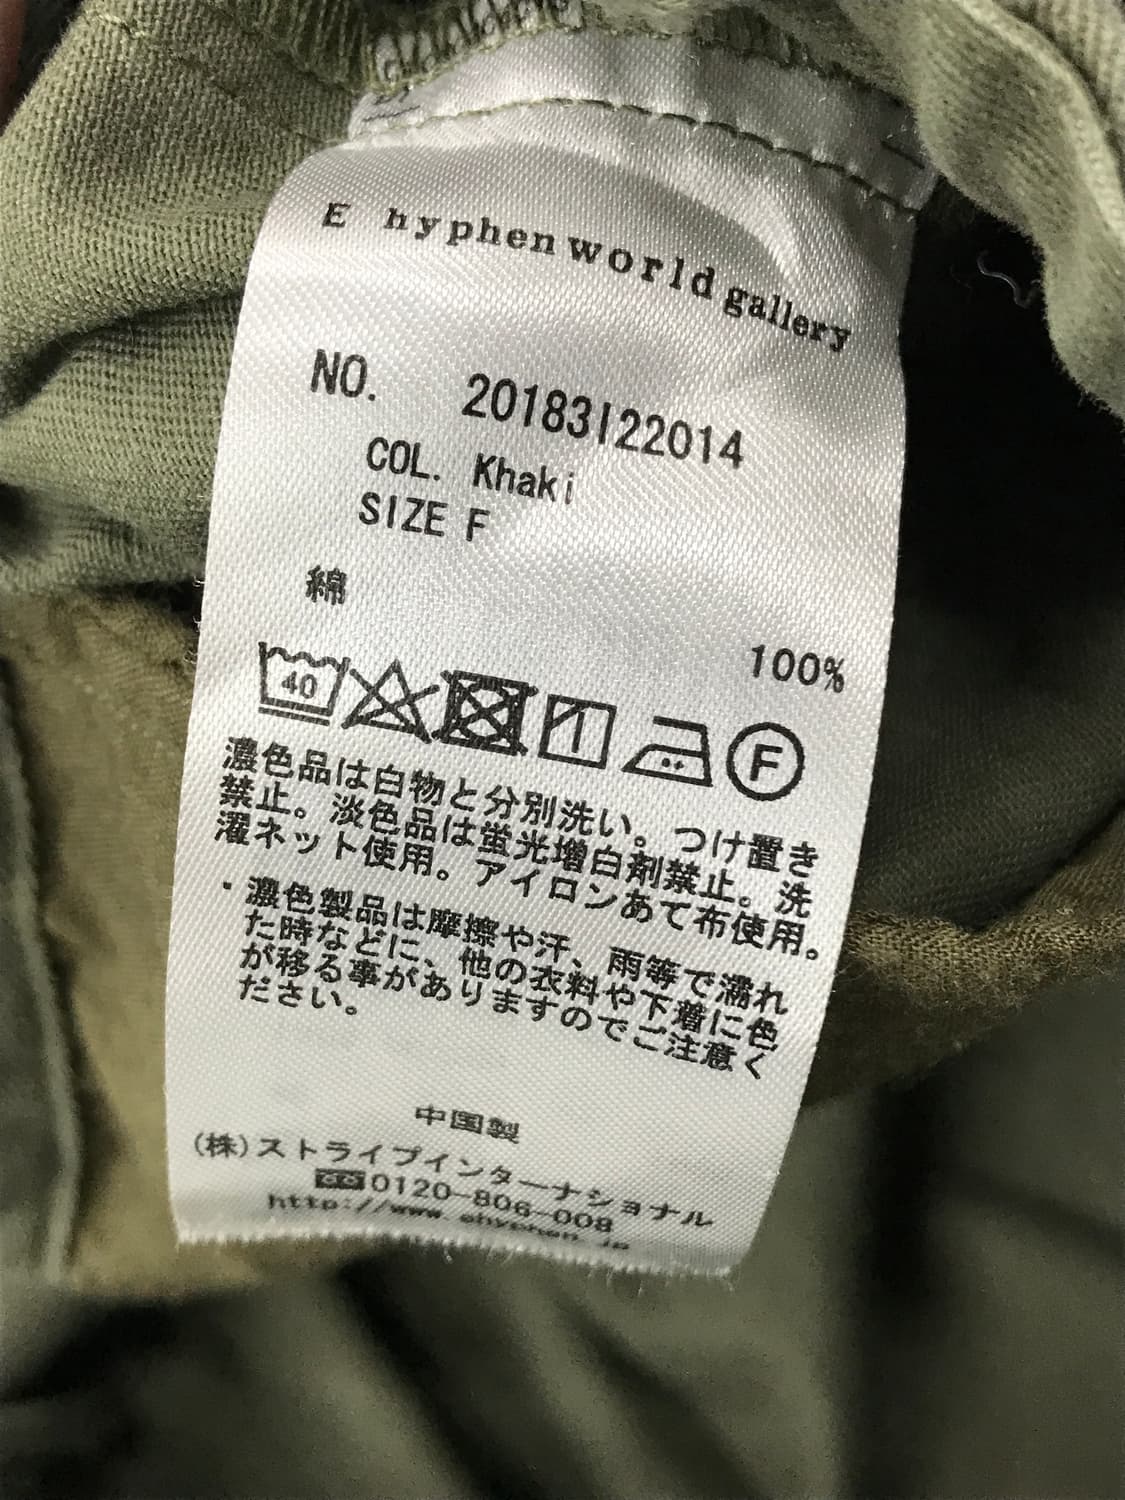 E hyphen world gallery
NO. 20183I22014
COL. Khaki
SIZE F
綿
100%
40
F
濃色品は白物と分別洗い。つけ置き
禁止。淡色品は蛍光増白剤禁止。洗
濯ネット使用。アイロンあて布使用。
・濃色製品は摩擦や汗、雨等で濡れ
た時などに、他の衣料や下着に色
が移る事がありますのでご注意く
ださい。
中国製
(株)ストライプインターナショナル
0120-806-008
http://www.ehyphen.jp